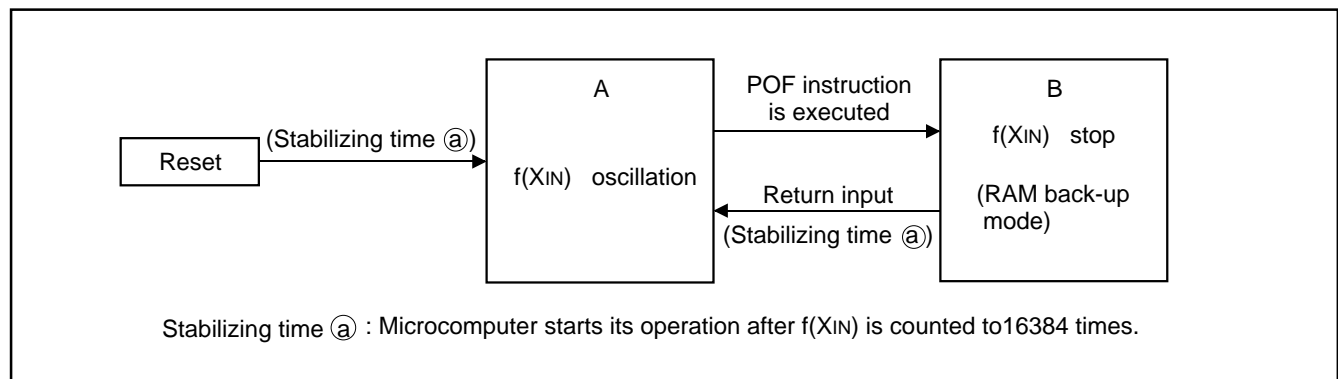 Reset
(Stabilizing time ⓐ)
A
f(XIN) oscillation
POF instruction
is executed
Return input
(Stabilizing time ⓐ)
B
f(XIN) stop
(RAM back-up
mode)
Stabilizing time ⓐ : Microcomputer starts its operation after f(XIN) is counted to16384 times.